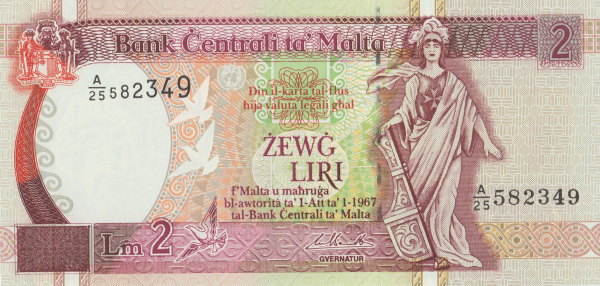 Bank Ċentrali ta' Malta
2
A/25 582349
Din il-karta tal-flus
hija valuta legali għal
ŻEWĠ
LIRI
A/25 582349
f'Malta u maħruġa
bl-awtorità ta' l-Att ta' l-1967
tal-Bank Ċentrali ta' Malta
Lm 2
GVERNATUR